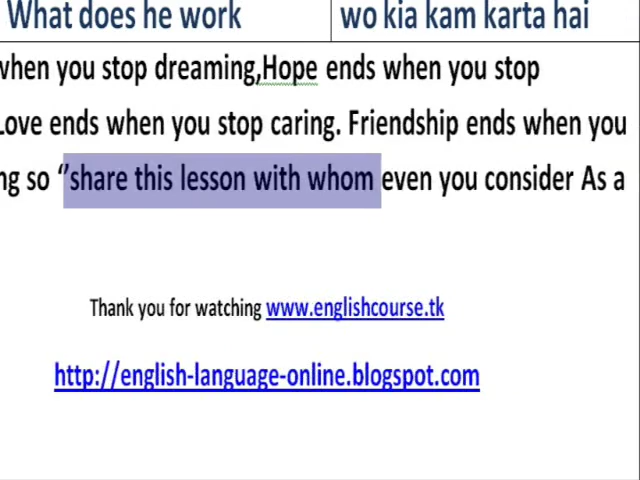 What does he work wo kia kam karta hai
when you stop dreaming,Hope ends when you stop
Love ends when you stop caring. Friendship ends when you
ng so “share this lesson with whom even you consider As a
Thank you for watching www.englishcourse.tk
http://english-language-online.blogspot.com